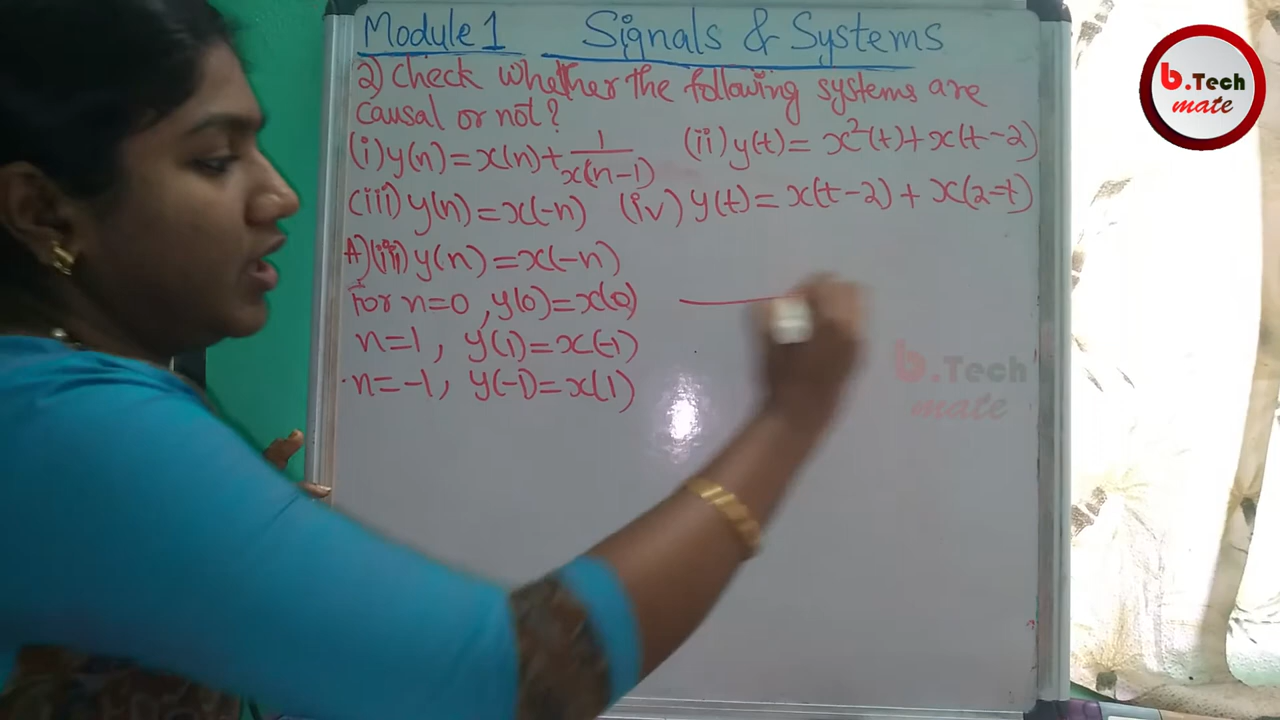 Module 1 Signals & Systems
2) Check whether the following systems are
causal or not?
(i) y(n) = x(n) + 1/x(n-1) (ii) y(t) = x²(t) + x(t-2)
(iii) y(n) = x(-n) (iv) y(t) = x(t-2) + x(2-t)
A) (iii) y(n) = x(-n)
For n=0, y(0) = x(0)
n=1, y(1) = x(-1)
n=-1, y(-1) = x(1)
b.Tech
mate
b.Tech
mate